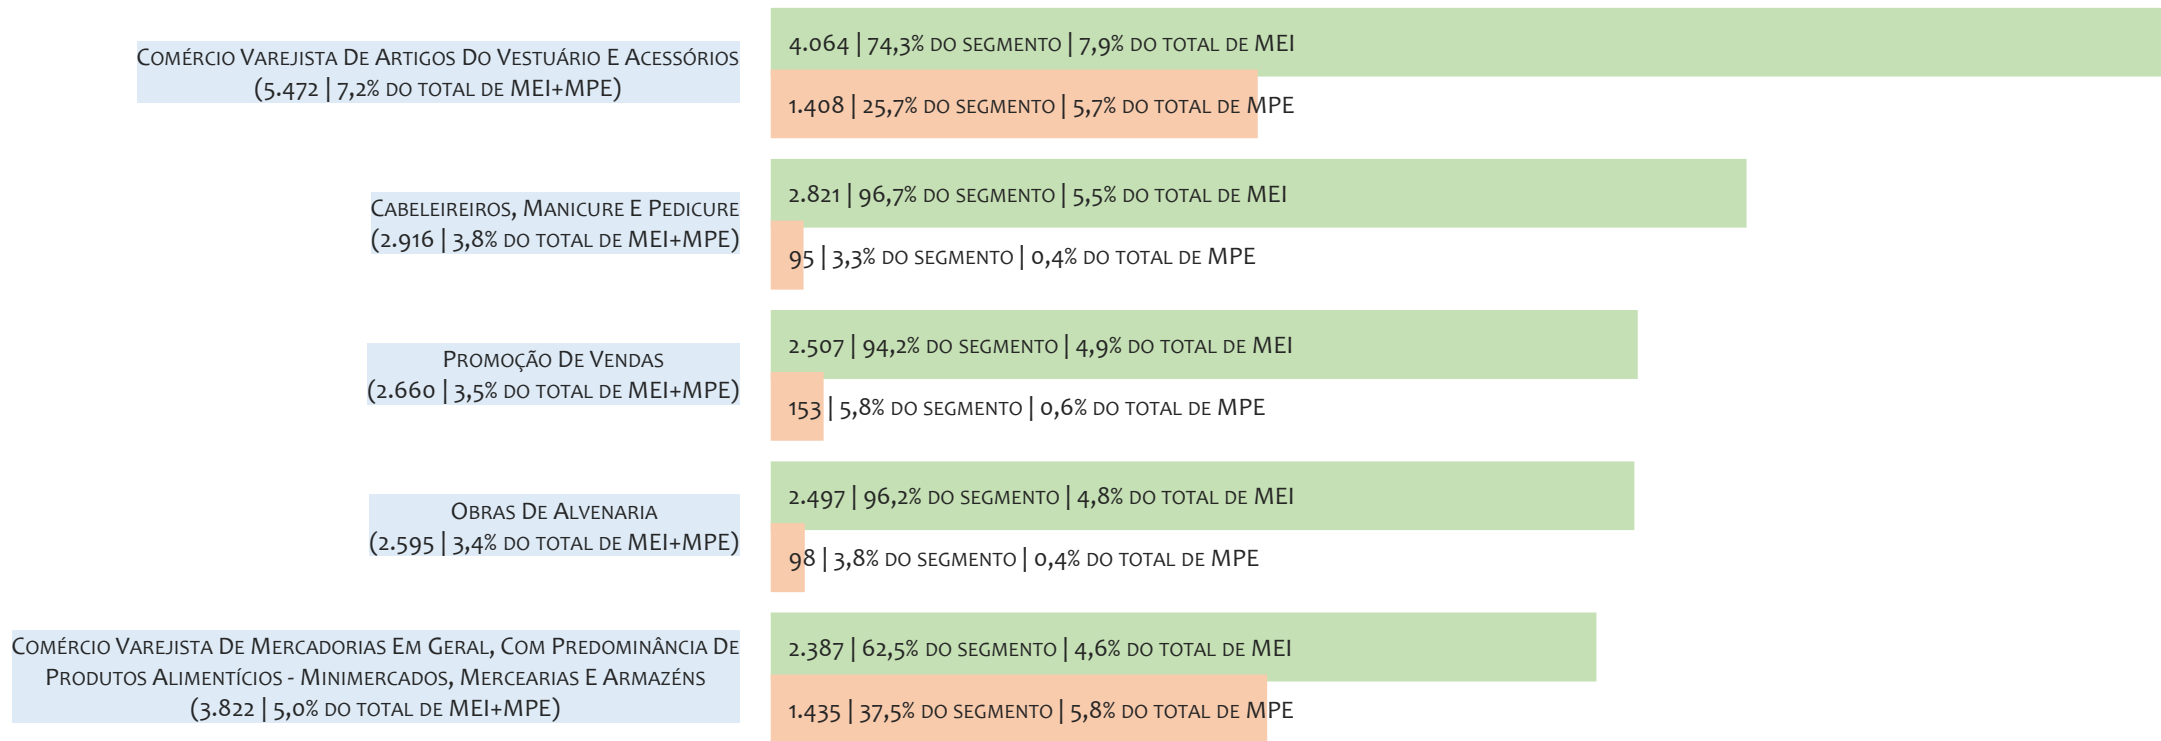 Comércio Varejista De Artigos Do Vestuário E Acessórios
(5.472 | 7,2% do total de MEI+MPE)
4.064 | 74,3% do segmento | 7,9% do total de MEI
1.408 | 25,7% do segmento | 5,7% do total de MPE
Cabeleireiros, Manicure E Pedicure
(2.916 | 3,8% do total de MEI+MPE)
2.821 | 96,7% do segmento | 5,5% do total de MEI
95 | 3,3% do segmento | 0,4% do total de MPE
Promoção De Vendas
(2.660 | 3,5% do total de MEI+MPE)
2.507 | 94,2% do segmento | 4,9% do total de MEI
153 | 5,8% do segmento | 0,6% do total de MPE
Obras De Alvenaria
(2.595 | 3,4% do total de MEI+MPE)
2.497 | 96,2% do segmento | 4,8% do total de MEI
98 | 3,8% do segmento | 0,4% do total de MPE
Comércio Varejista De Mercadorias Em Geral, Com Predominância De
Produtos Alimentícios - Minimercados, Mercearias E Armazéns
(3.822 | 5,0% do total de MEI+MPE)
2.387 | 62,5% do segmento | 4,6% do total de MEI
1.435 | 37,5% do segmento | 5,8% do total de MPE